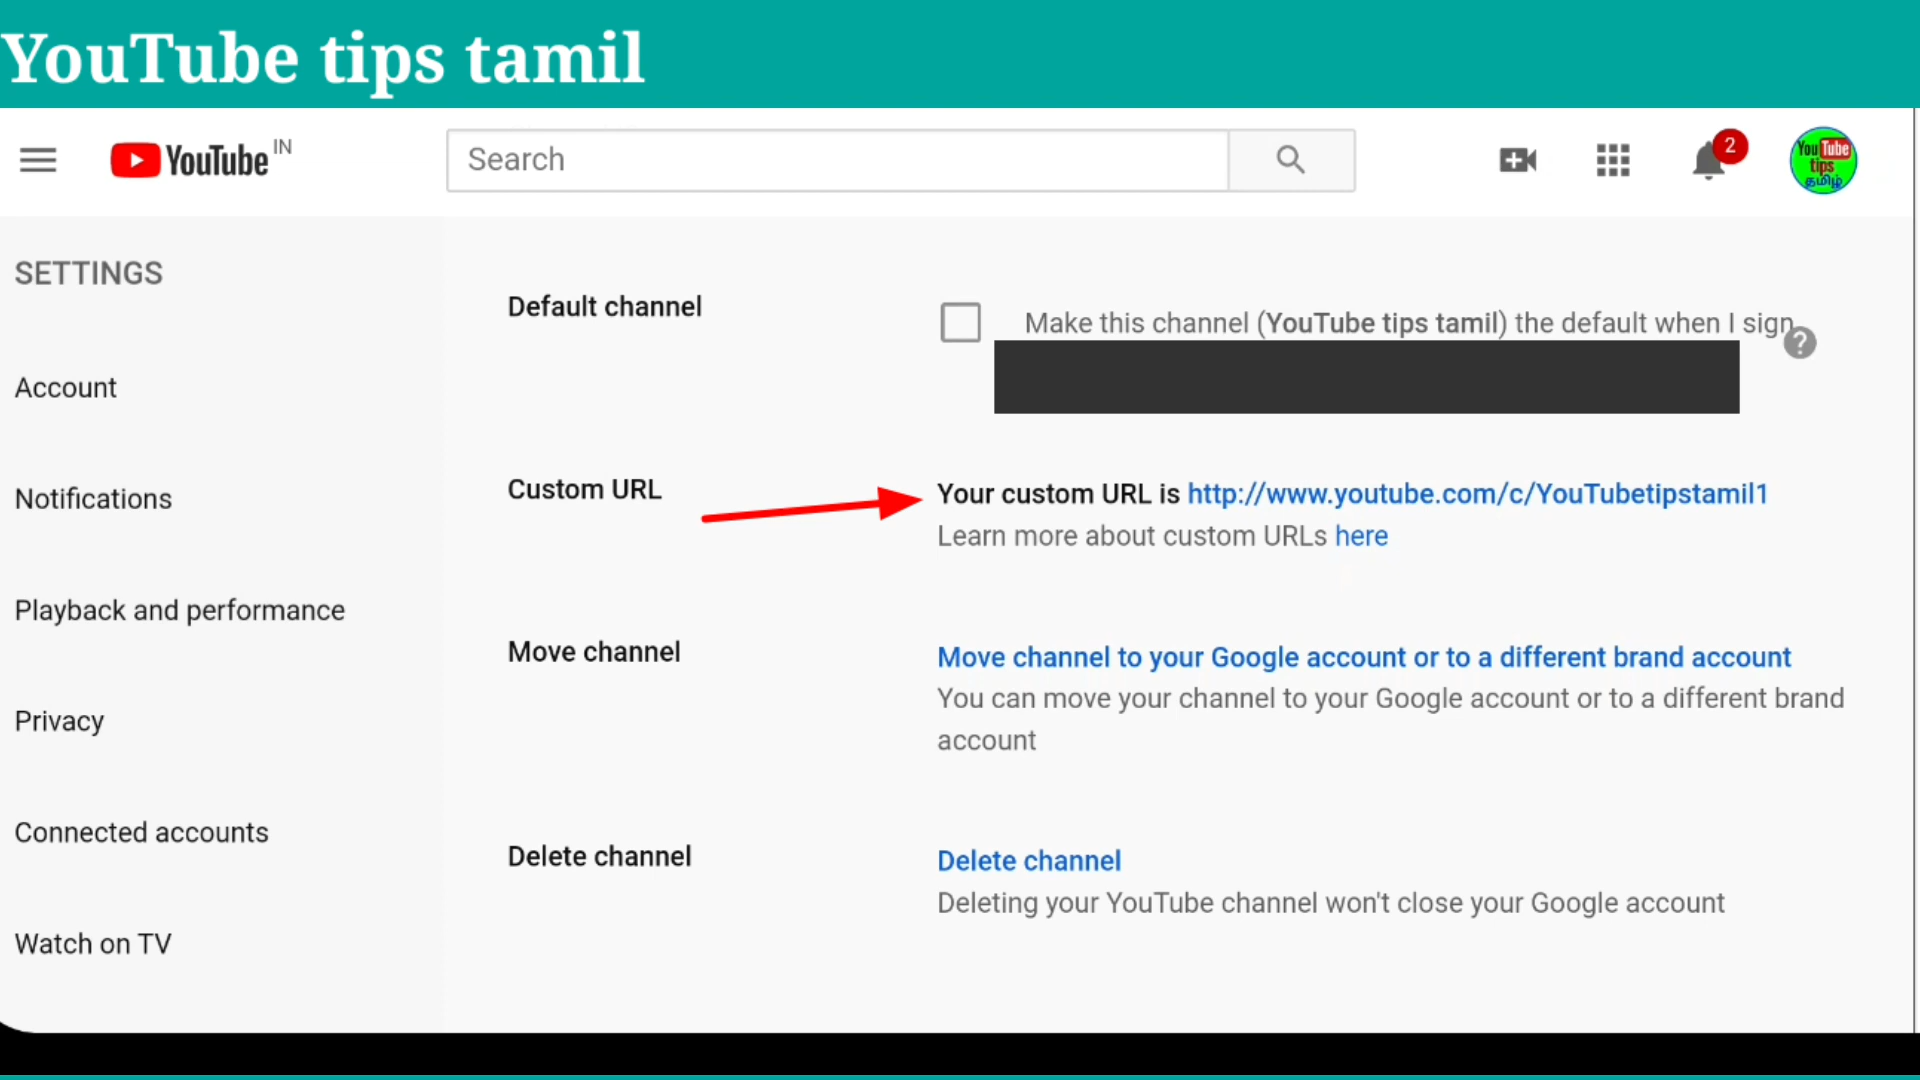 YouTube tips tamil
YouTube IN
Search
2
You Tube
tips
தமிழ்
SETTINGS
Account
Notifications
Playback and performance
Privacy
Connected accounts
Watch on TV
Default channel
Make this channel (YouTube tips tamil) the default when I sign
?
Custom URL
Your custom URL is http://www.youtube.com/c/YouTubetipstamil1
Learn more about custom URLs here
Move channel
Move channel to your Google account or to a different brand account
You can move your channel to your Google account or to a different brand
account
Delete channel
Delete channel
Deleting your YouTube channel won't close your Google account